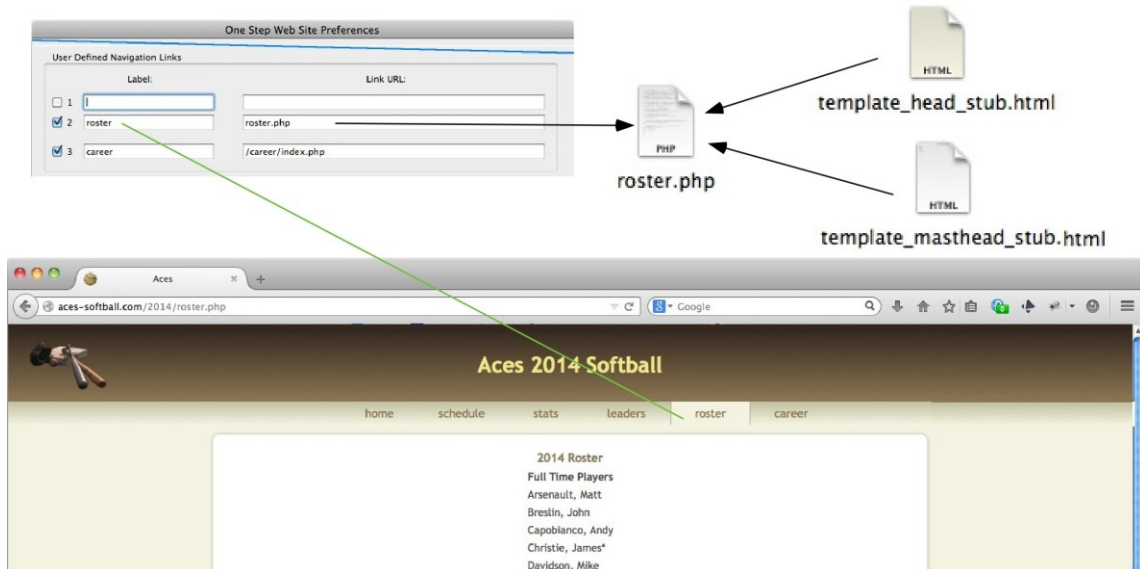 One Step Web Site Preferences
User Defined Navigation Links
Label: Link URL:
1
2 roster roster.php
3 career /career/index.php
HTML
template_head_stub.html
PHP
roster.php
HTML
template_masthead_stub.html
Aces × +
aces-softball.com/2014/roster.php 8 Google
Aces 2014 Softball
home schedule stats leaders roster career
2014 Roster
Full Time Players
Arsenault, Matt
Breslin, John
Capobianco, Andy
Christie, James*
Davidson, Mike